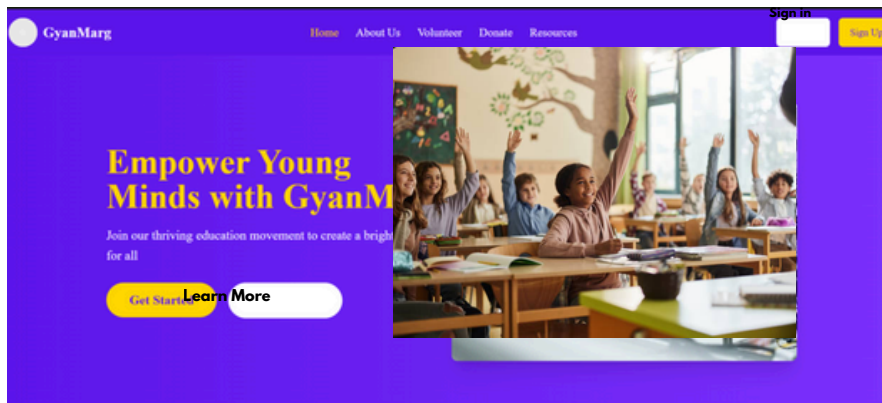 Sign in
GyanMarg
Home About Us Volunteer Donate Resources
Sign Up
Empower Young
Minds with GyanM
Join our thriving education movement to create a bright
for all
Get Started
Learn More